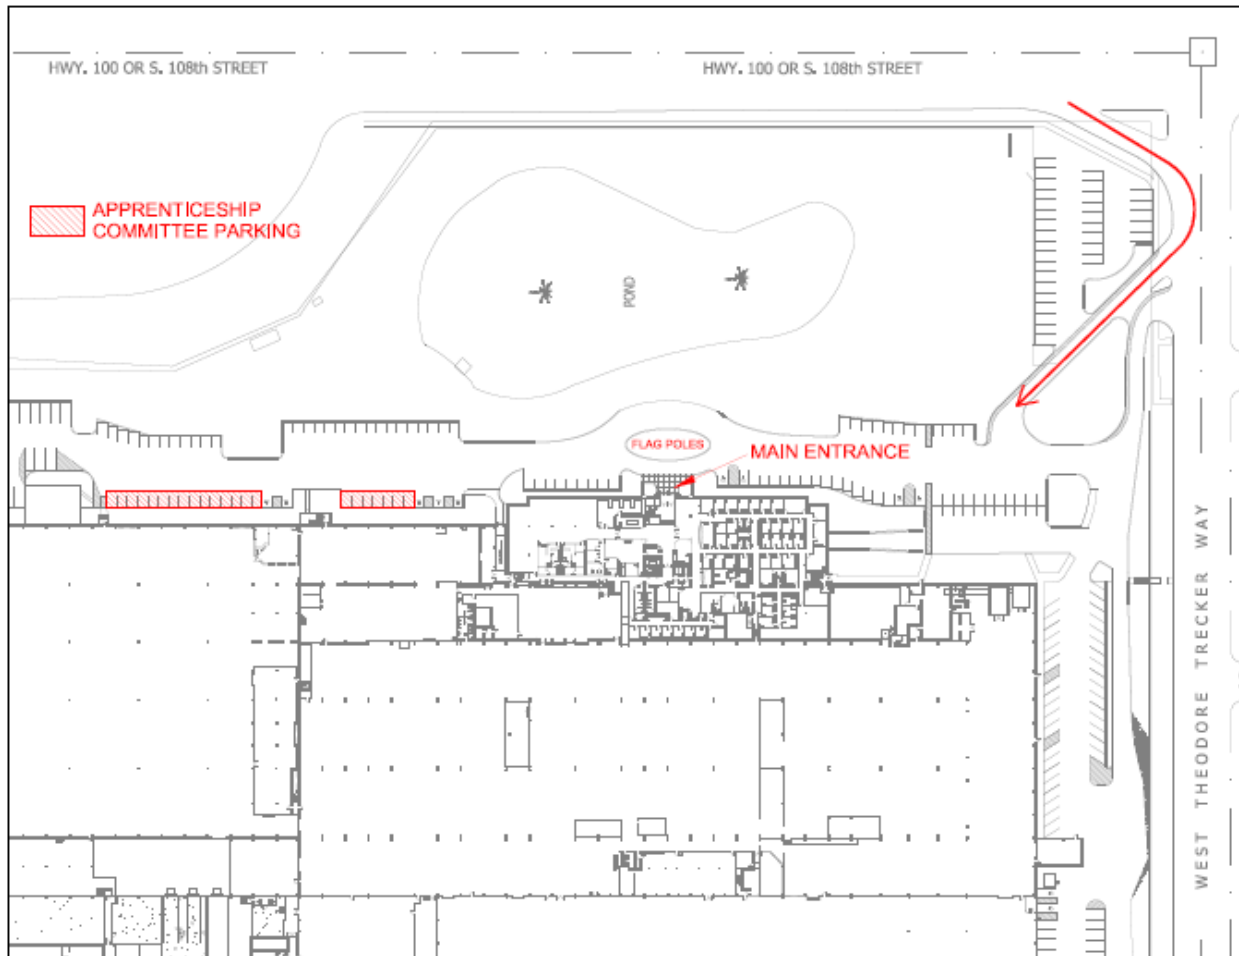 HWY. 100 OR S. 108th STREET
HWY. 100 OR S. 108th STREET
APPRENTICESHIP
COMMITTEE PARKING
POND
FLAG POLES
MAIN ENTRANCE
WEST THEODORE TRECKER WAY